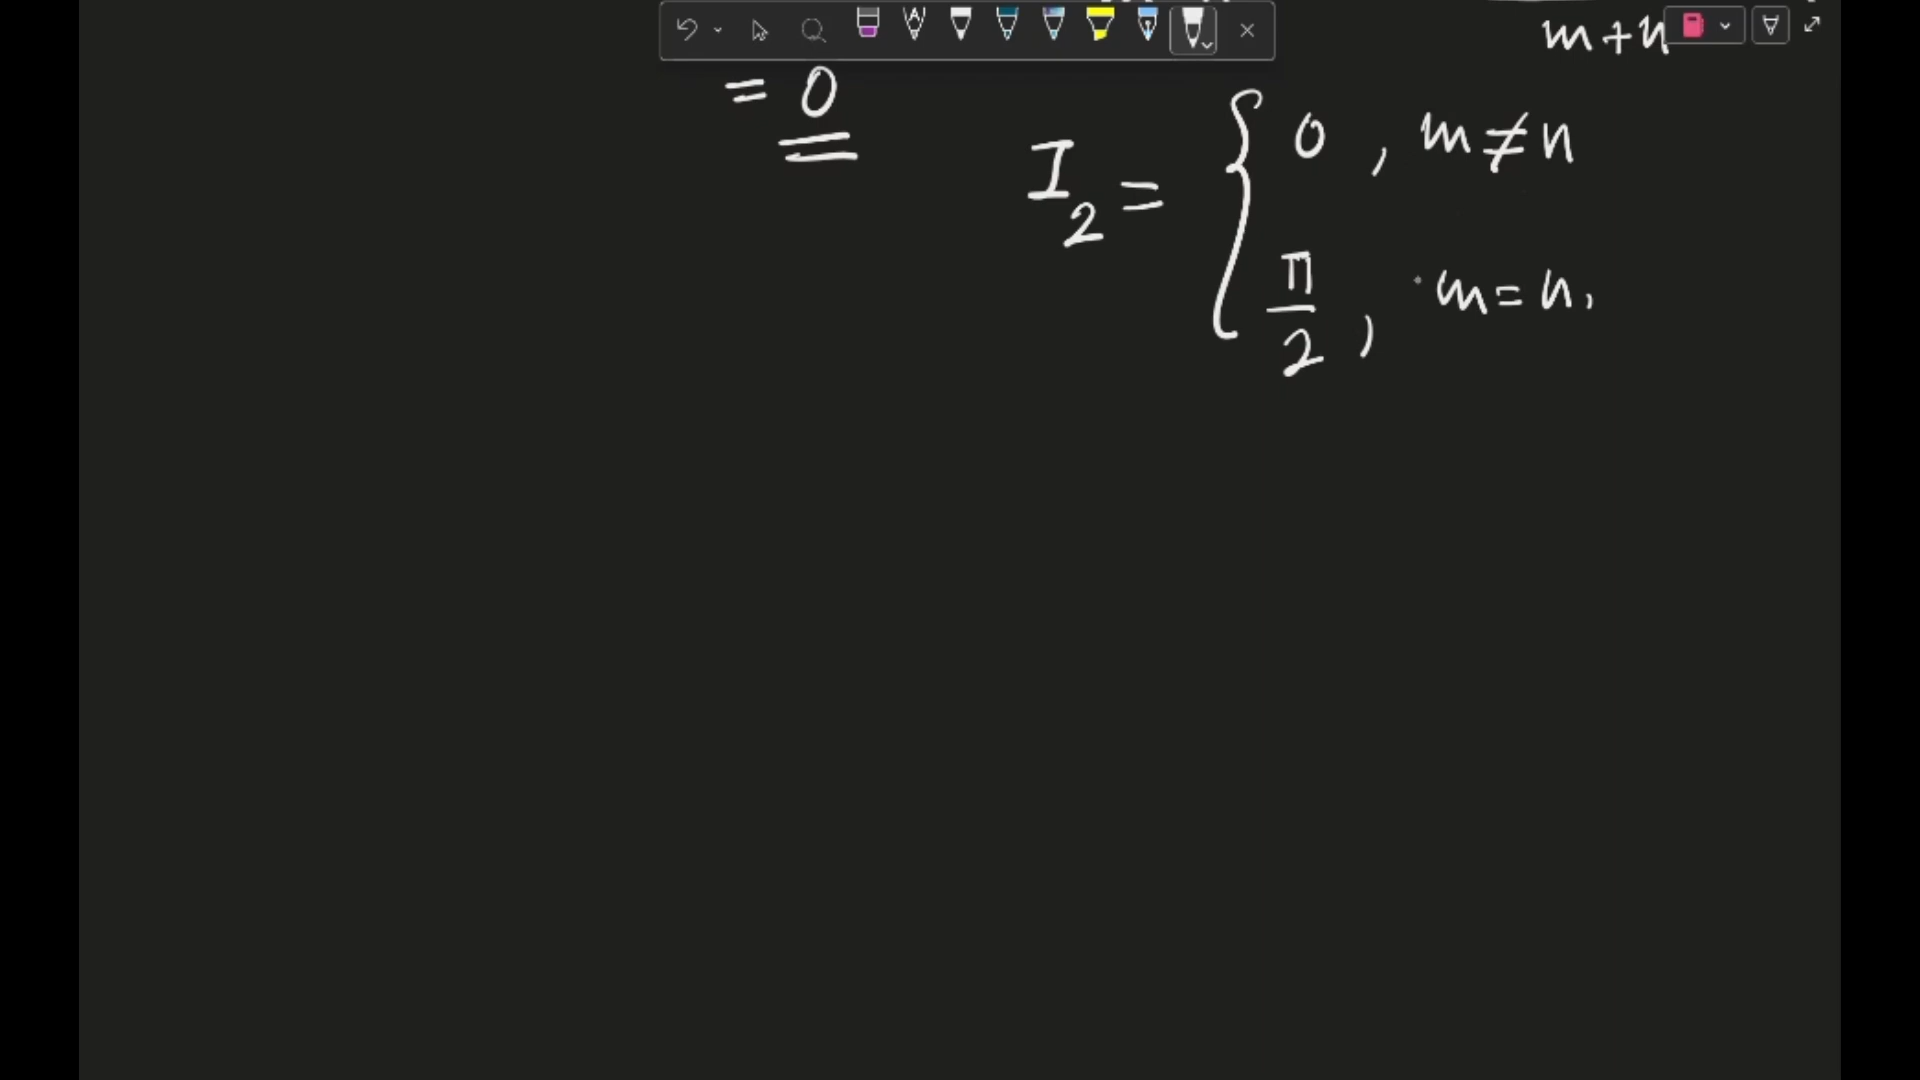 m+n
= 0
I₂ = { 0 , m ≠ n
π/2 , m = n,